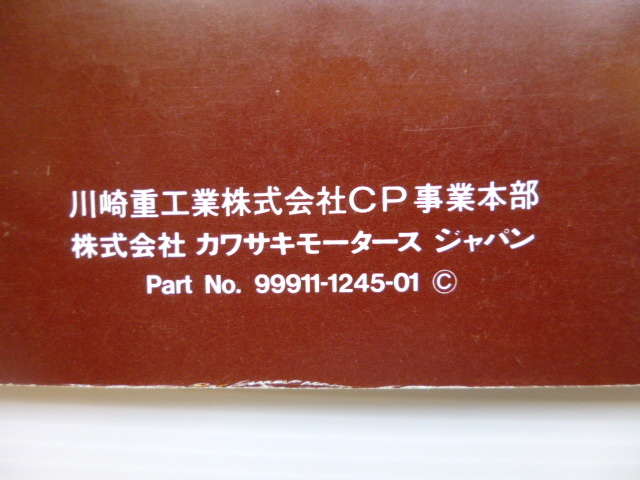 川崎重工業株式会社CP事業本部
株式会社 カワサキモータース ジャパン
Part No. 99911-1245-01 ©